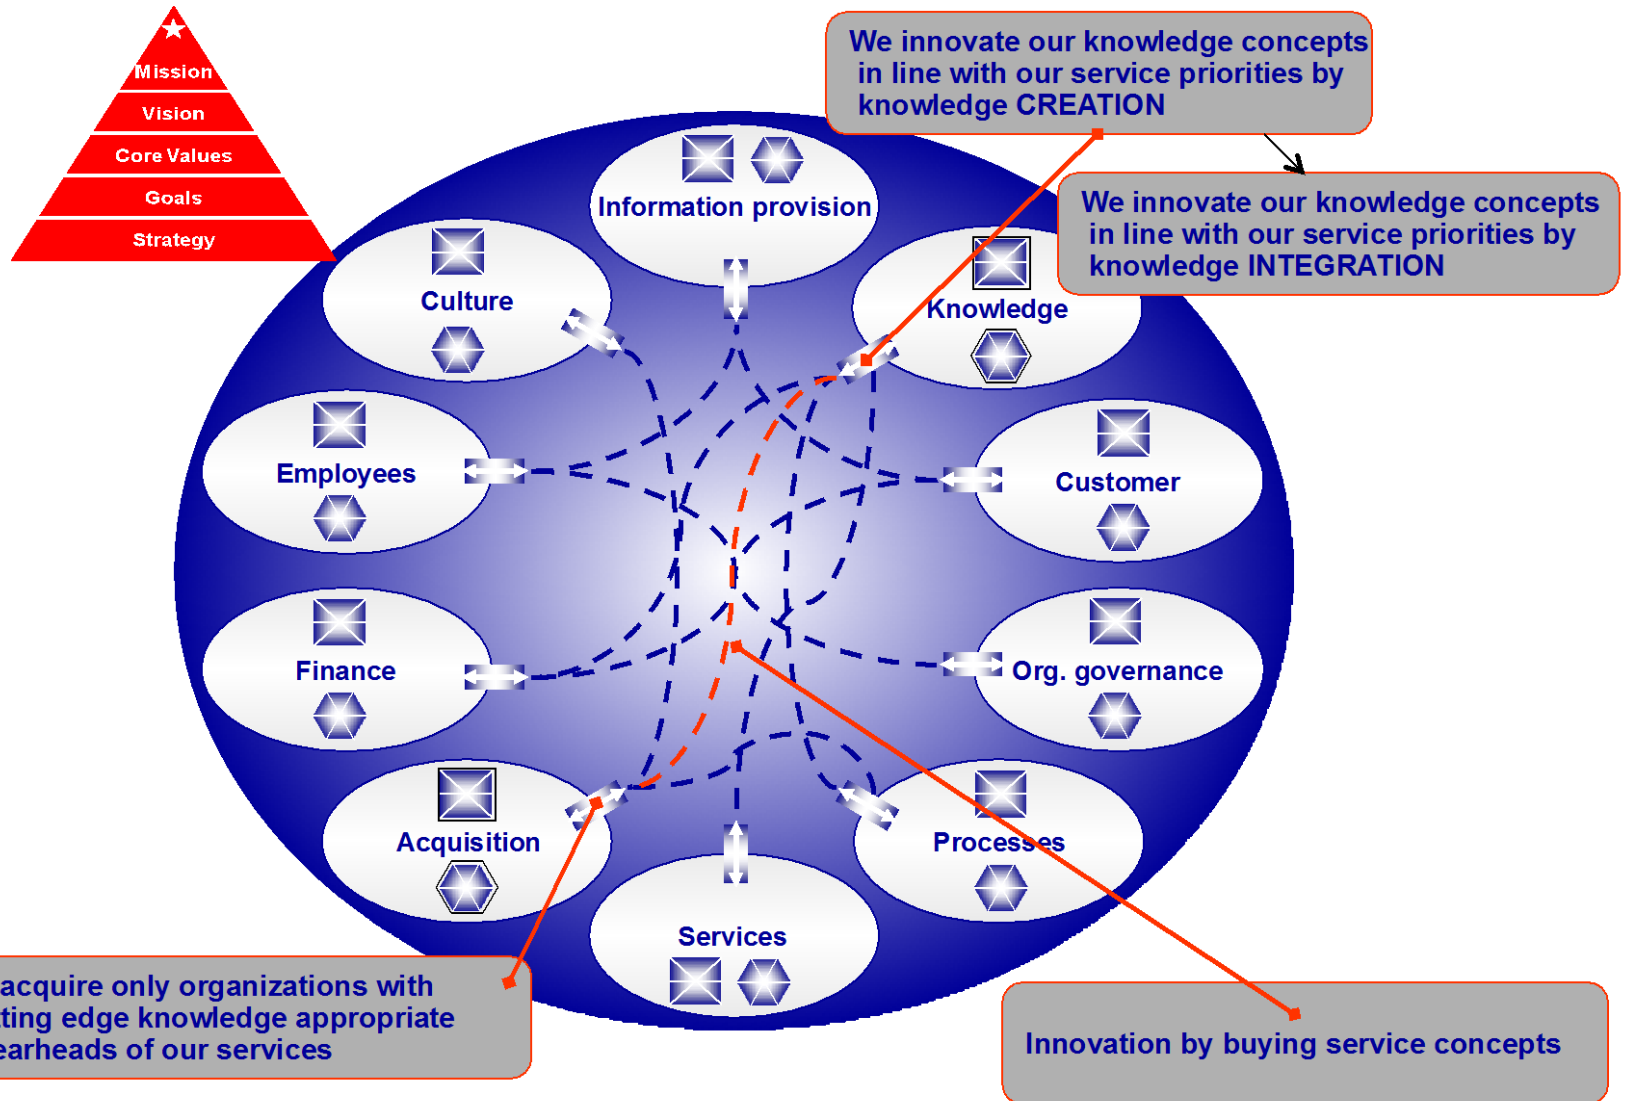 Mission
Vision
Core Values
Goals
Strategy
We innovate our knowledge concepts
in line with our service priorities by
knowledge CREATION
We innovate our knowledge concepts
in line with our service priorities by
knowledge INTEGRATION
Information provision
Culture
Knowledge
Employees
Customer
Finance
Org. governance
Acquisition
Processes
Services
acquire only organizations with
edge knowledge appropriate
of our services
Innovation by buying service concepts